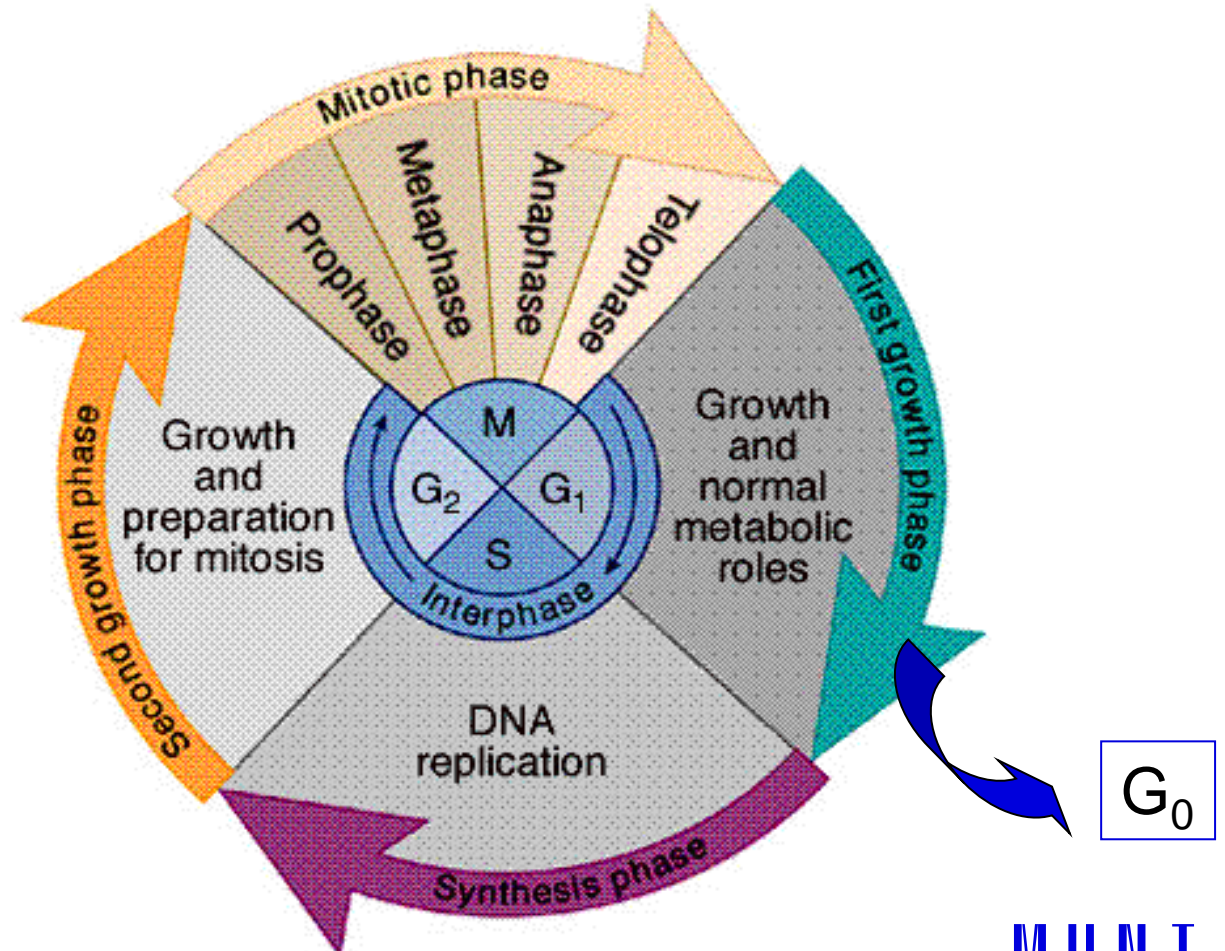 Mitotic phase
Prophase
Metaphase
Anaphase
Telophase
First growth phase
Growth
and
normal
metabolic
roles
M
G₂
G₁
S
Interphase
Growth
and
preparation
for mitosis
Second growth phase
DNA
replication
Synthesis phase
G₀